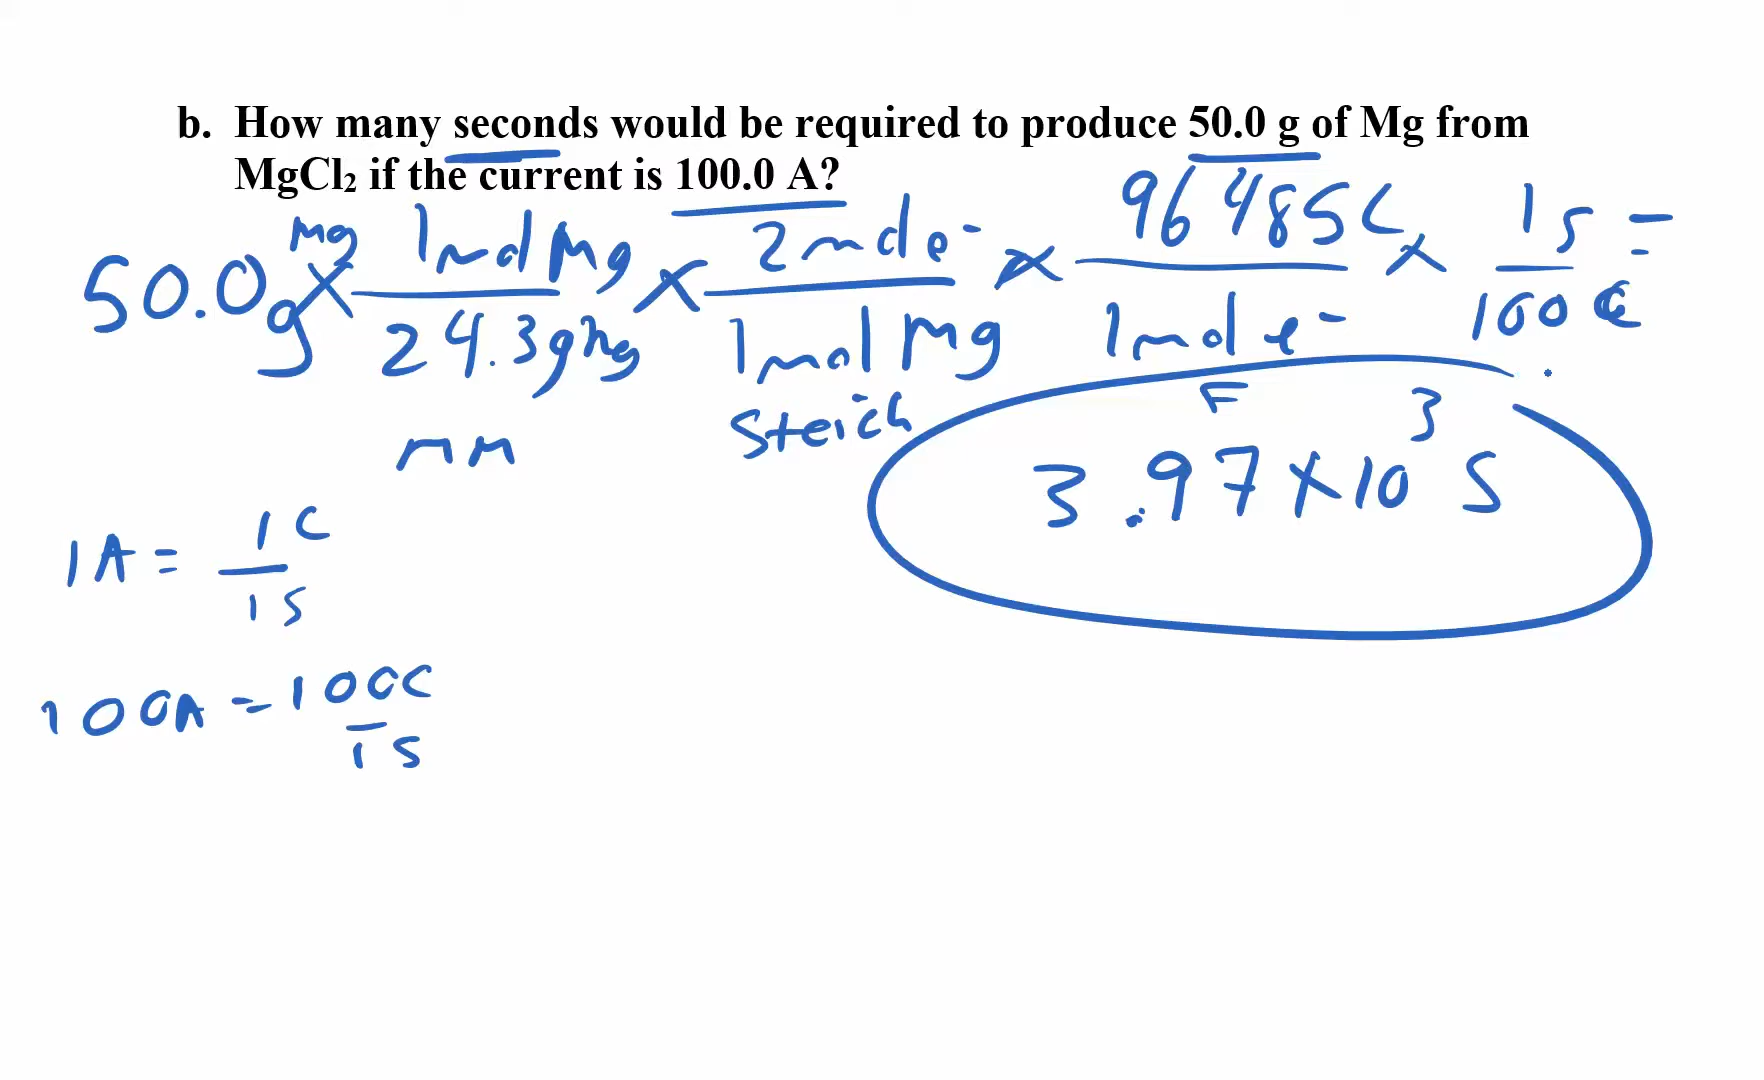 b. How many seconds would be required to produce 50.0 g of Mg from
MgCl₂ if the current is 100.0 A?
50.0g Mg × 1mol Mg / 24.3g Mg × 2mol e⁻ / 1mol Mg × 96485C / 1mol e⁻ × 1s / 100C =
MM Stoich F
3.97×10³ S
1A = 1C / 1S
100A = 100C / 1S